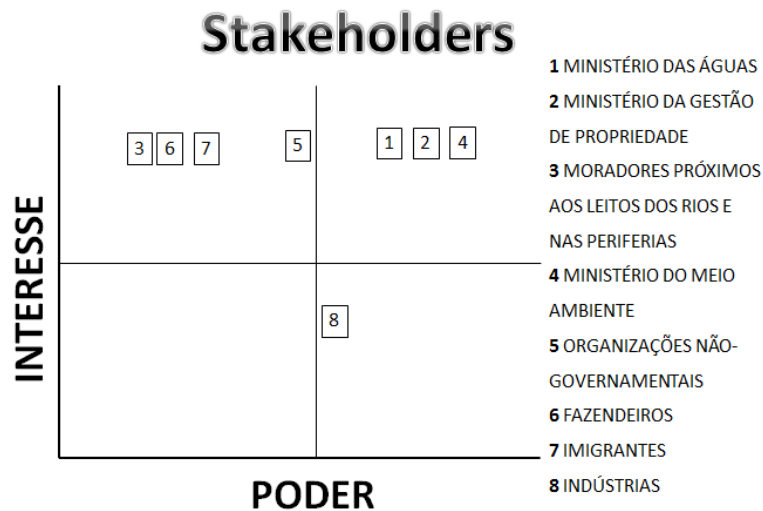 Stakeholders
INTERESSE
3 6 7 5 1 2 4
8
PODER
1 MINISTÉRIO DAS ÁGUAS
2 MINISTÉRIO DA GESTÃO
DE PROPRIEDADE
3 MORADORES PRÓXIMOS
AOS LEITOS DOS RIOS E
NAS PERIFERIAS
4 MINISTÉRIO DO MEIO
AMBIENTE
5 ORGANIZAÇÕES NÃO-
GOVERNAMENTAIS
6 FAZENDEIROS
7 IMIGRANTES
8 INDÚSTRIAS